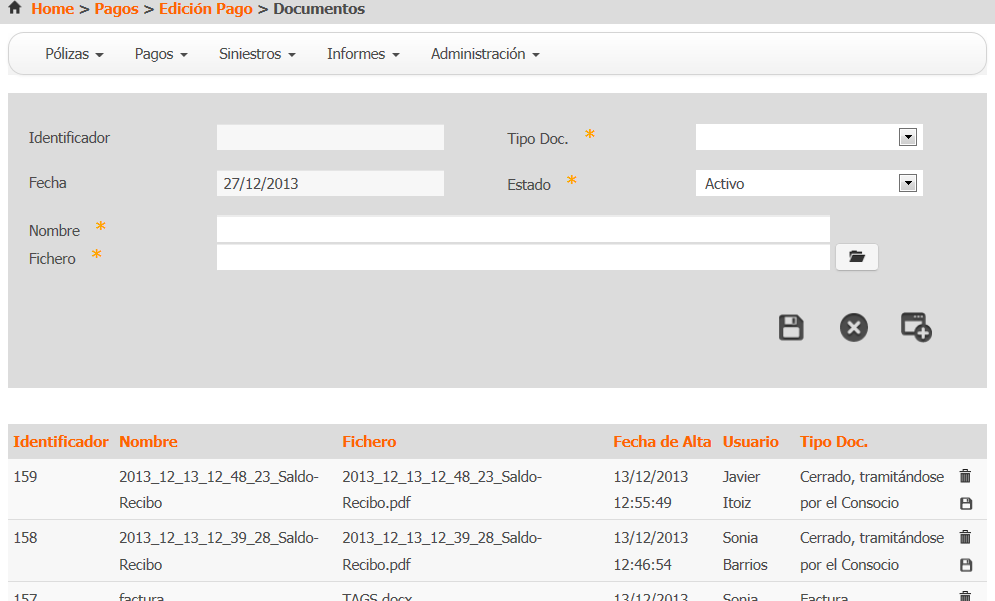 Home > Pagos > Edición Pago > Documentos
Pólizas Pagos Siniestros Informes Administración
Identificador Tipo Doc. *
Fecha 27/12/2013 Estado * Activo
Nombre *
Fichero *
Identificador Nombre Fichero Fecha de Alta Usuario Tipo Doc.
159 2013_12_13_12_48_23_Saldo- 2013_12_13_12_48_23_Saldo- 13/12/2013 Javier Cerrado, tramitándose
Recibo Recibo.pdf 12:55:49 Itoiz por el Consocio
158 2013_12_13_12_39_28_Saldo- 2013_12_13_12_39_28_Saldo- 13/12/2013 Sonia Cerrado, tramitándose
Recibo Recibo.pdf 12:46:54 Barrios por el Consocio
157 factura TAGS.docx 13/12/2013 Sonia Factura